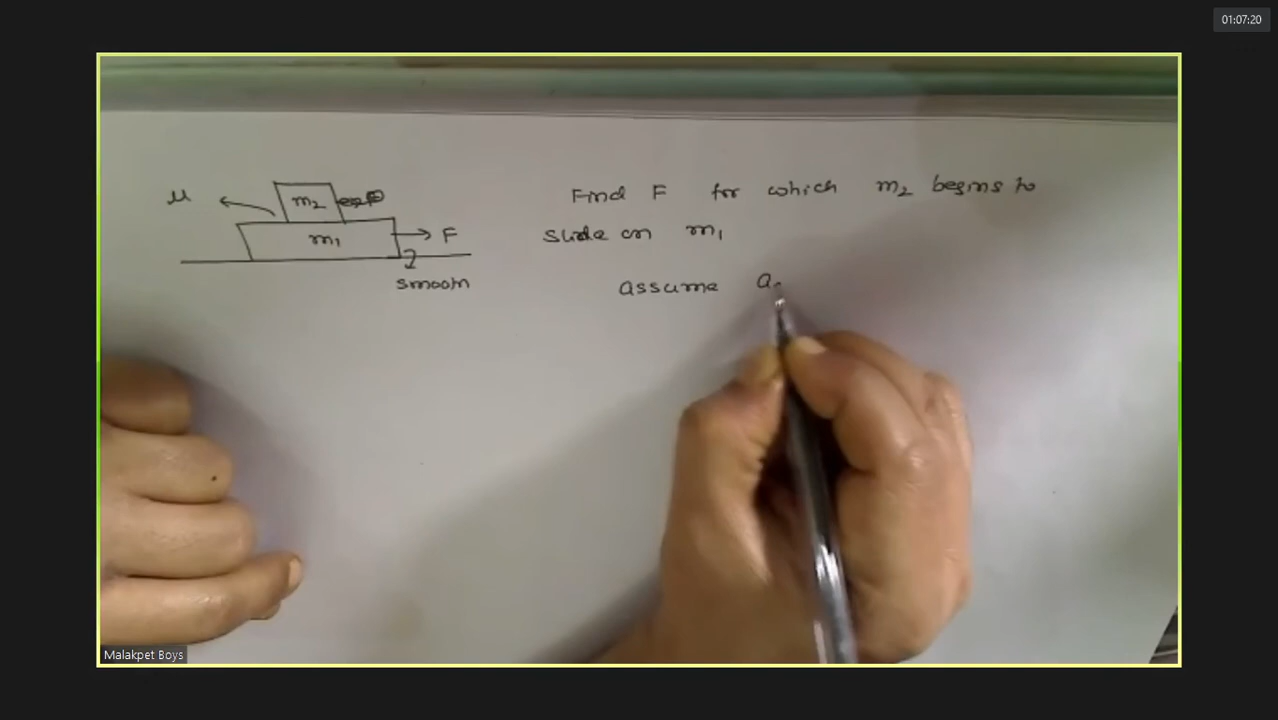 01:07:20
μ
m₂
Find F for which m₂ begins to
m₁
F
slide on m₁
smooth
assume a
Malakpet Boys